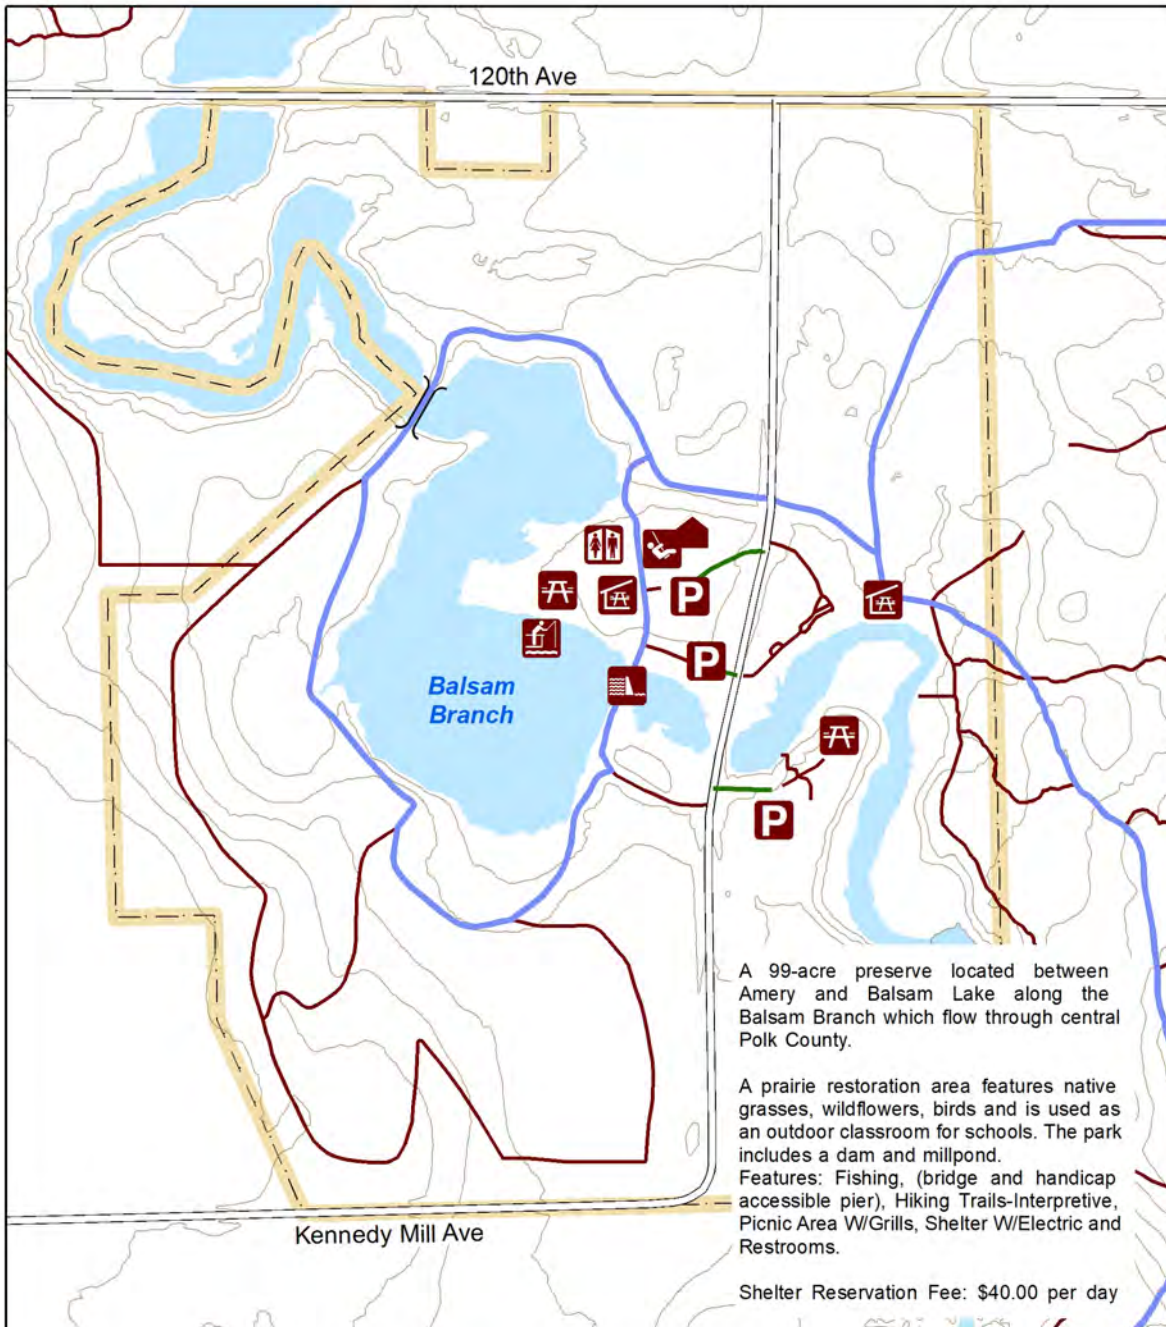 120th Ave
P
P
Balsam
Branch
P
A 99-acre preserve located between
Amery and Balsam Lake along the
Balsam Branch which flow through central
Polk County.
A prairie restoration area features native
grasses, wildflowers, birds and is used as
an outdoor classroom for schools. The park
includes a dam and millpond.
Features: Fishing, (bridge and handicap
accessible pier), Hiking Trails-Interpretive,
Picnic Area W/Grills, Shelter W/Electric and
Restrooms.
Shelter Reservation Fee: $40.00 per day
Kennedy Mill Ave